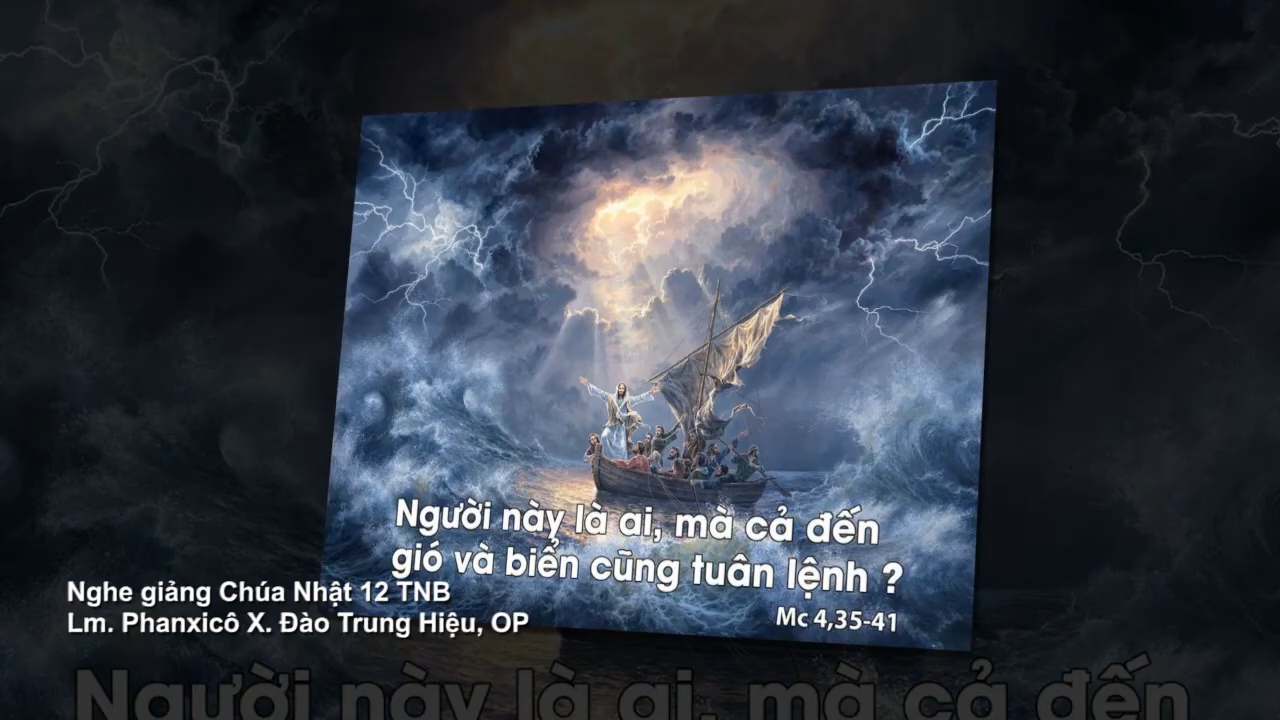 Người này là ai, mà cả đến
gió và biển cũng tuân lệnh ?
Mc 4,35-41
Nghe giảng Chúa Nhật 12 TNB
Lm. Phanxicô X. Đào Trung Hiệu, OP
Người này là ai, mà cả đến